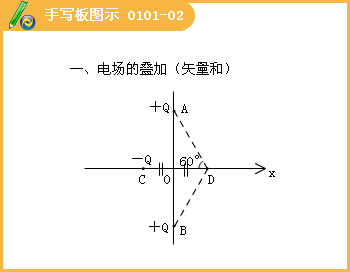 手写板图示 0101-02
一、电场的叠加（矢量和）
+Q A
-Q 60°
C O D x
+Q B